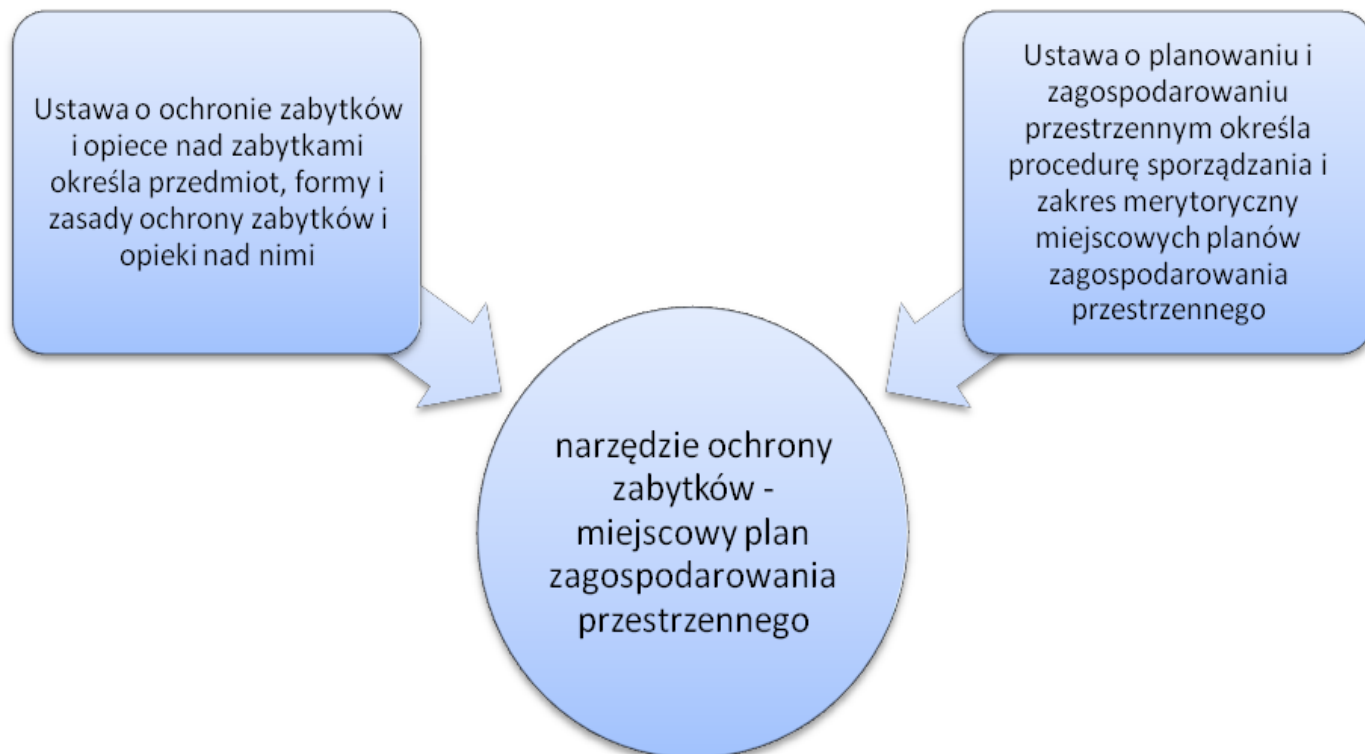 Ustawa o ochronie zabytków
i opiece nad zabytkami
określa przedmiot, formy i
zasady ochrony zabytków i
opieki nad nimi
Ustawa o planowaniu i
zagospodarowaniu
przestrzennym określa
procedurę sporządzania i
zakres merytoryczny
miejscowych planów
zagospodarowania
przestrzennego
narzędzie ochrony
zabytków -
miejscowy plan
zagospodarowania
przestrzennego